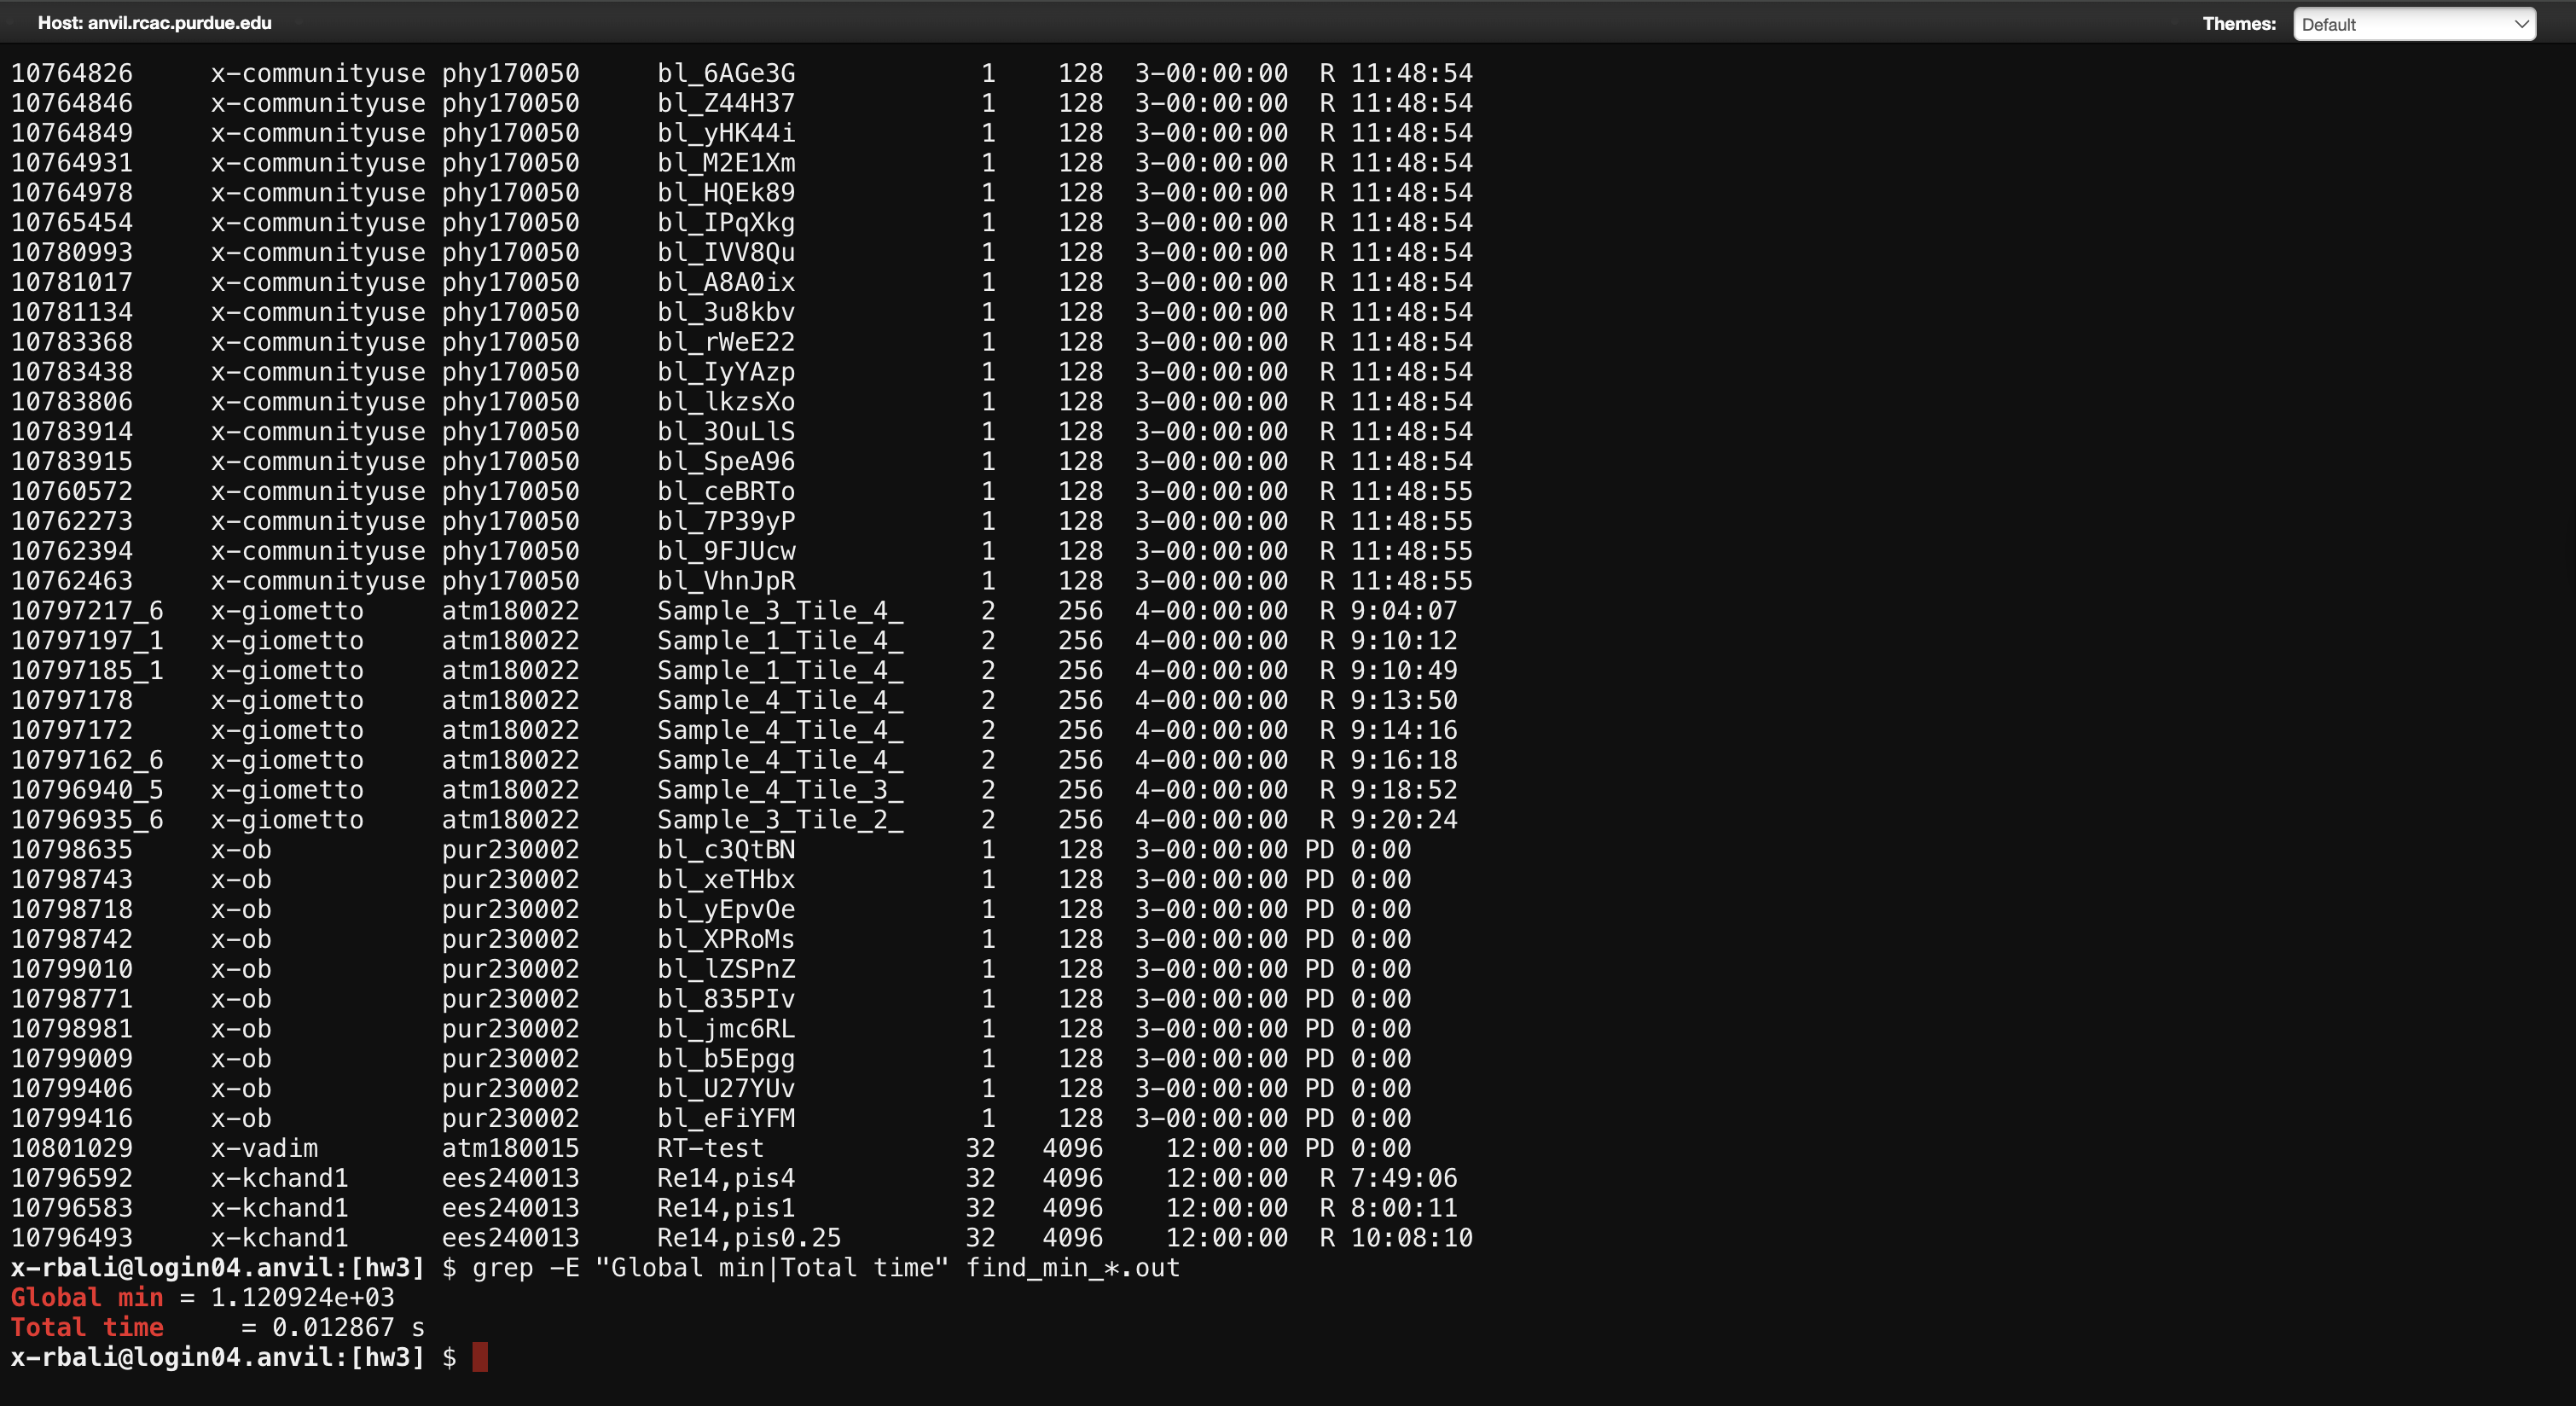 Host: anvil.rcac.purdue.edu Themes: Default
10764826 x-communityuse phy170050 bl_6AGe3G 1 128 3-00:00:00 R 11:48:54
10764846 x-communityuse phy170050 bl_Z44H37 1 128 3-00:00:00 R 11:48:54
10764849 x-communityuse phy170050 bl_yHK44i 1 128 3-00:00:00 R 11:48:54
10764931 x-communityuse phy170050 bl_M2E1Xm 1 128 3-00:00:00 R 11:48:54
10764978 x-communityuse phy170050 bl_HQEk89 1 128 3-00:00:00 R 11:48:54
10765454 x-communityuse phy170050 bl_IPqXkg 1 128 3-00:00:00 R 11:48:54
10780993 x-communityuse phy170050 bl_IVV8Qu 1 128 3-00:00:00 R 11:48:54
10781017 x-communityuse phy170050 bl_A8A0ix 1 128 3-00:00:00 R 11:48:54
10781134 x-communityuse phy170050 bl_3u8kbv 1 128 3-00:00:00 R 11:48:54
10783368 x-communityuse phy170050 bl_rWeE22 1 128 3-00:00:00 R 11:48:54
10783438 x-communityuse phy170050 bl_IyYAzp 1 128 3-00:00:00 R 11:48:54
10783806 x-communityuse phy170050 bl_lkzsXo 1 128 3-00:00:00 R 11:48:54
10783914 x-communityuse phy170050 bl_3OuLlS 1 128 3-00:00:00 R 11:48:54
10783915 x-communityuse phy170050 bl_SpeA96 1 128 3-00:00:00 R 11:48:54
10760572 x-communityuse phy170050 bl_ceBRTo 1 128 3-00:00:00 R 11:48:55
10762273 x-communityuse phy170050 bl_7P39yP 1 128 3-00:00:00 R 11:48:55
10762394 x-communityuse phy170050 bl_9FJUcw 1 128 3-00:00:00 R 11:48:55
10762463 x-communityuse phy170050 bl_VhnJpR 1 128 3-00:00:00 R 11:48:55
10797217_6 x-giometto atm180022 Sample_3_Tile_4_ 2 256 4-00:00:00 R 9:04:07
10797197_1 x-giometto atm180022 Sample_1_Tile_4_ 2 256 4-00:00:00 R 9:10:12
10797185_1 x-giometto atm180022 Sample_1_Tile_4_ 2 256 4-00:00:00 R 9:10:49
10797178 x-giometto atm180022 Sample_4_Tile_4_ 2 256 4-00:00:00 R 9:13:50
10797172 x-giometto atm180022 Sample_4_Tile_4_ 2 256 4-00:00:00 R 9:14:16
10797162_6 x-giometto atm180022 Sample_4_Tile_4_ 2 256 4-00:00:00 R 9:16:18
10796940_5 x-giometto atm180022 Sample_4_Tile_3_ 2 256 4-00:00:00 R 9:18:52
10796935_6 x-giometto atm180022 Sample_3_Tile_2_ 2 256 4-00:00:00 R 9:20:24
10798635 x-ob pur230002 bl_c3QtBN 1 128 3-00:00:00 PD 0:00
10798743 x-ob pur230002 bl_xeTHbx 1 128 3-00:00:00 PD 0:00
10798718 x-ob pur230002 bl_yEpvOe 1 128 3-00:00:00 PD 0:00
10798742 x-ob pur230002 bl_XPRoMs 1 128 3-00:00:00 PD 0:00
10799010 x-ob pur230002 bl_lZSPnZ 1 128 3-00:00:00 PD 0:00
10798771 x-ob pur230002 bl_835PIv 1 128 3-00:00:00 PD 0:00
10798981 x-ob pur230002 bl_jmc6RL 1 128 3-00:00:00 PD 0:00
10799009 x-ob pur230002 bl_b5Epgg 1 128 3-00:00:00 PD 0:00
10799406 x-ob pur230002 bl_U27YUv 1 128 3-00:00:00 PD 0:00
10799416 x-ob pur230002 bl_eFiYFM 1 128 3-00:00:00 PD 0:00
10801029 x-vadim atm180015 RT-test 32 4096 12:00:00 PD 0:00
10796592 x-kchand1 ees240013 Re14,pis4 32 4096 12:00:00 R 7:49:06
10796583 x-kchand1 ees240013 Re14,pis1 32 4096 12:00:00 R 8:00:11
10796493 x-kchand1 ees240013 Re14,pis0.25 32 4096 12:00:00 R 10:08:10
x-rbali@login04.anvil:[hw3] $ grep -E "Global min|Total time" find_min_*.out
Global min = 1.120924e+03
Total time = 0.012867 s
x-rbali@login04.anvil:[hw3] $